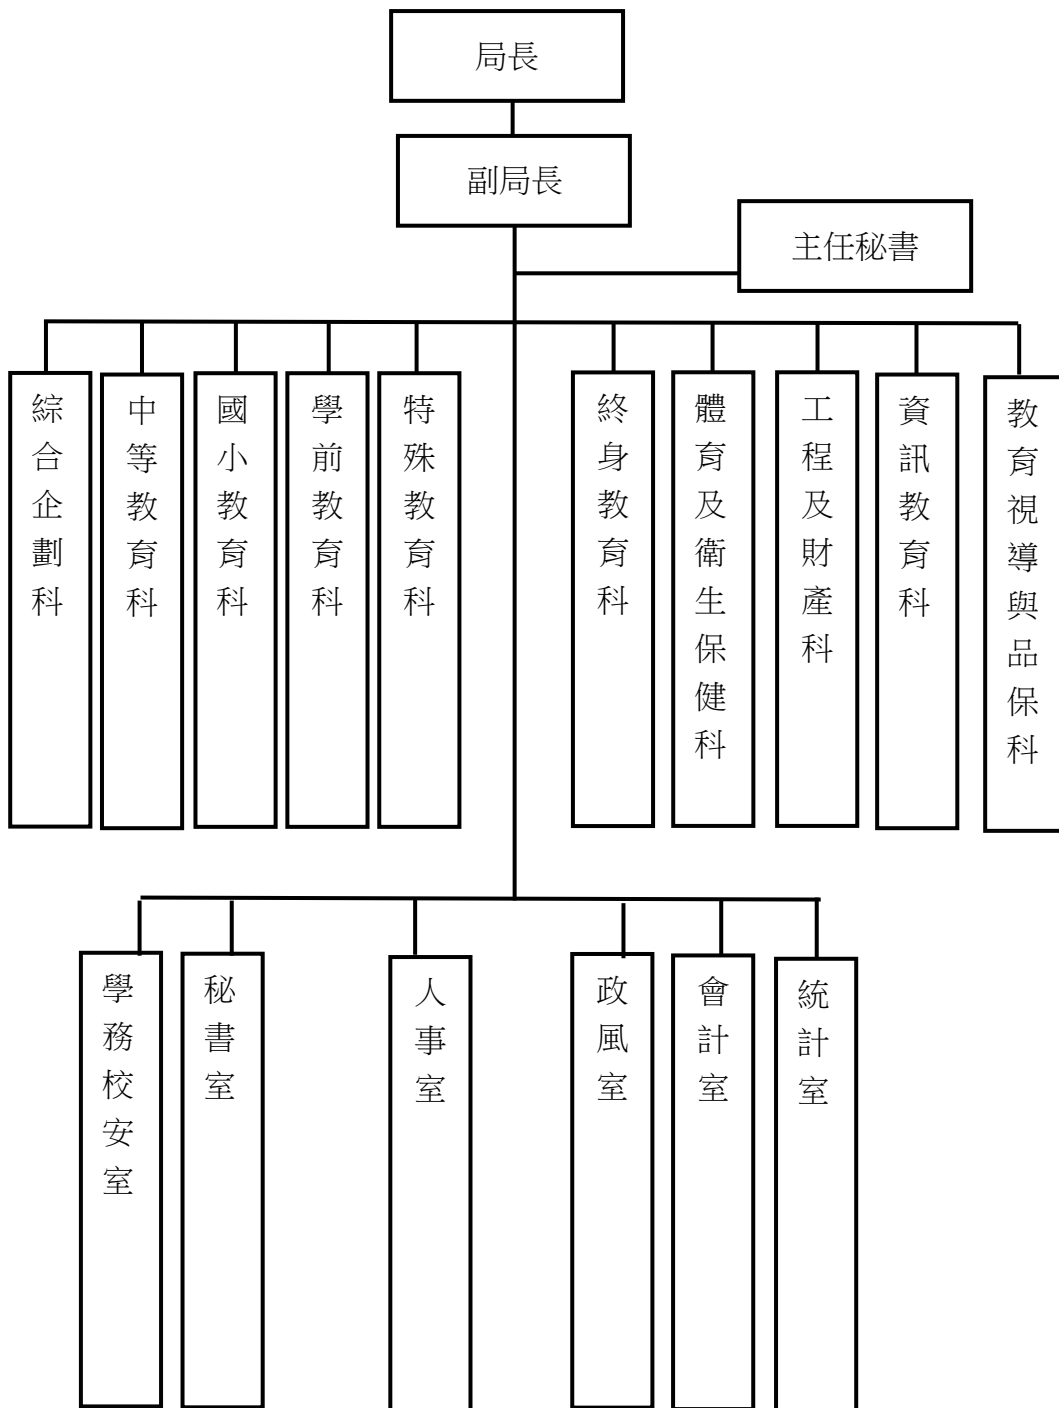 局長
副局長
主任秘書
綜合企劃科
中等教育科
國小教育科
學前教育科
特殊教育科
終身教育科
體育及衛生保健科
工程及財產科
資訊教育科
教育視導與品保科
學務校安室
秘書室
人事室
政風室
會計室
統計室